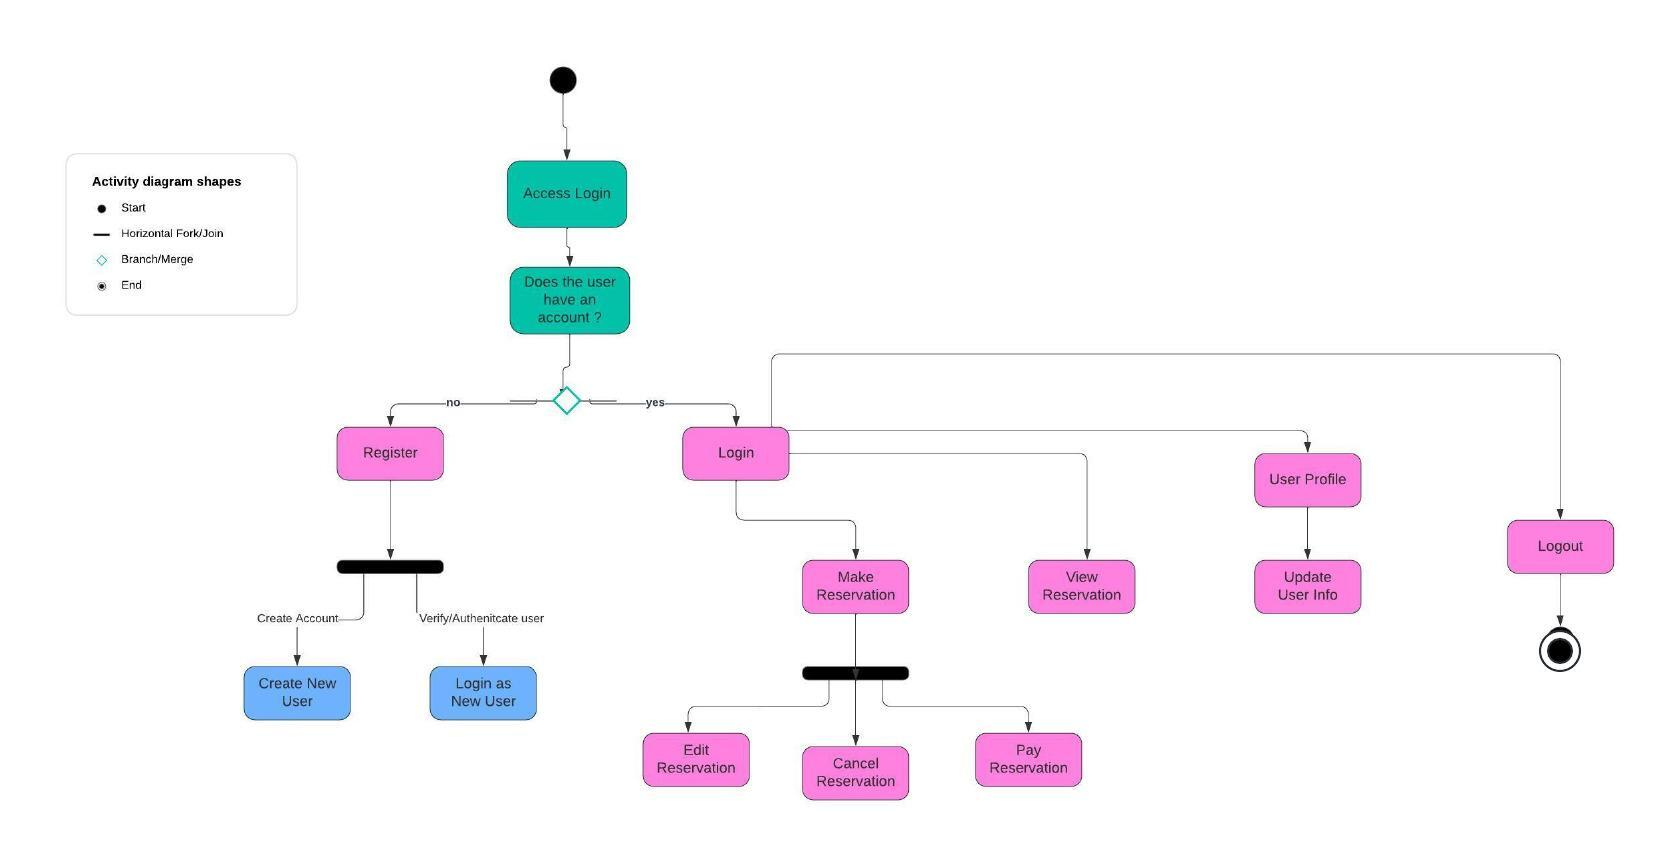 Activity diagram shapes
Start
Horizontal Fork/Join
Branch/Merge
End
Access Login
Does the user
have an
account ?
no
yes
Register
Login
User Profile
Logout
Make
Reservation
View
Reservation
Update
User Info
Create Account
Verify/Authenitcate user
Create New
User
Login as
New User
Edit
Reservation
Cancel
Reservation
Pay
Reservation